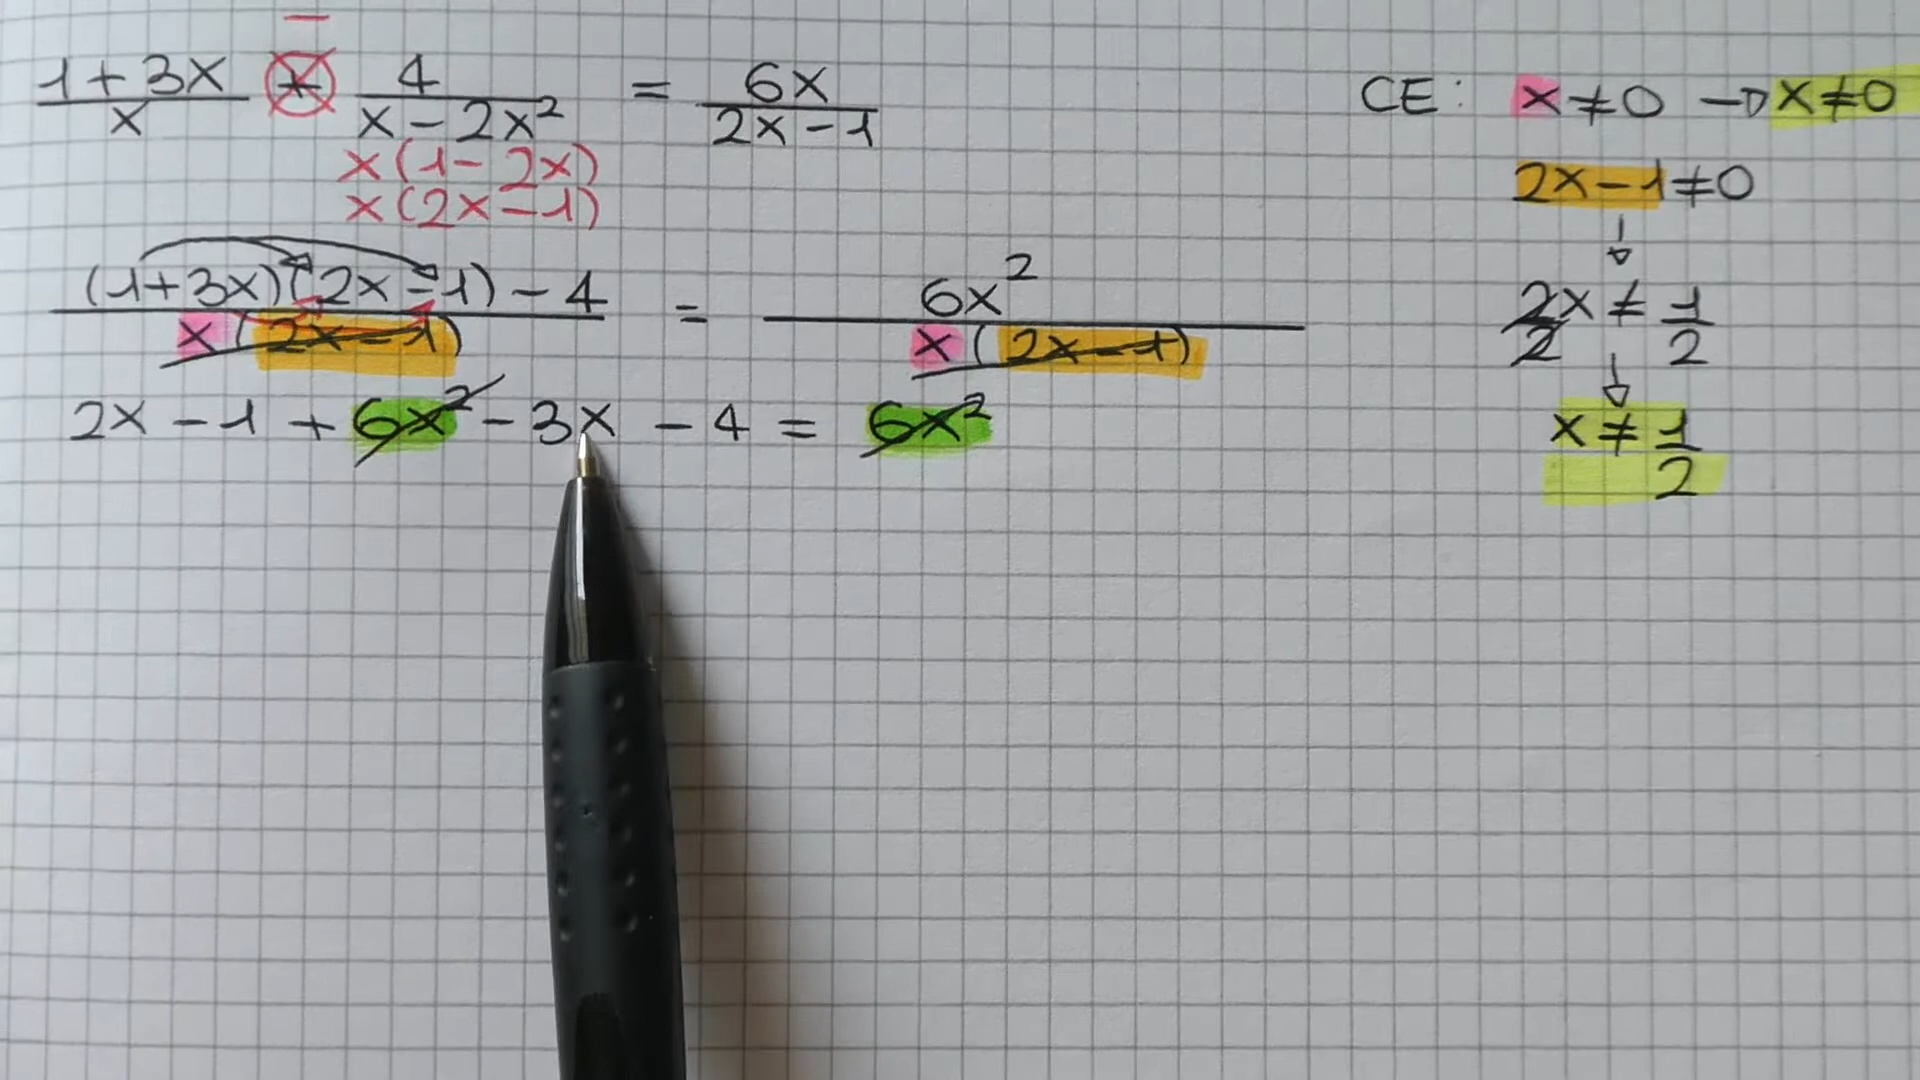 (1+3x)/x + 4/(x-2x²) = 6x/(2x-1)
−
x(1-2x)
x(2x-1)
((1+3x)(2x-1)-4)/(x(2x-1)) = 6x²/(x(2x-1))
2x-1+6x²-3x-4=6x²
CE: x≠0 → x≠0
2x-1≠0
2x/2 ≠ 1/2
x≠1/2